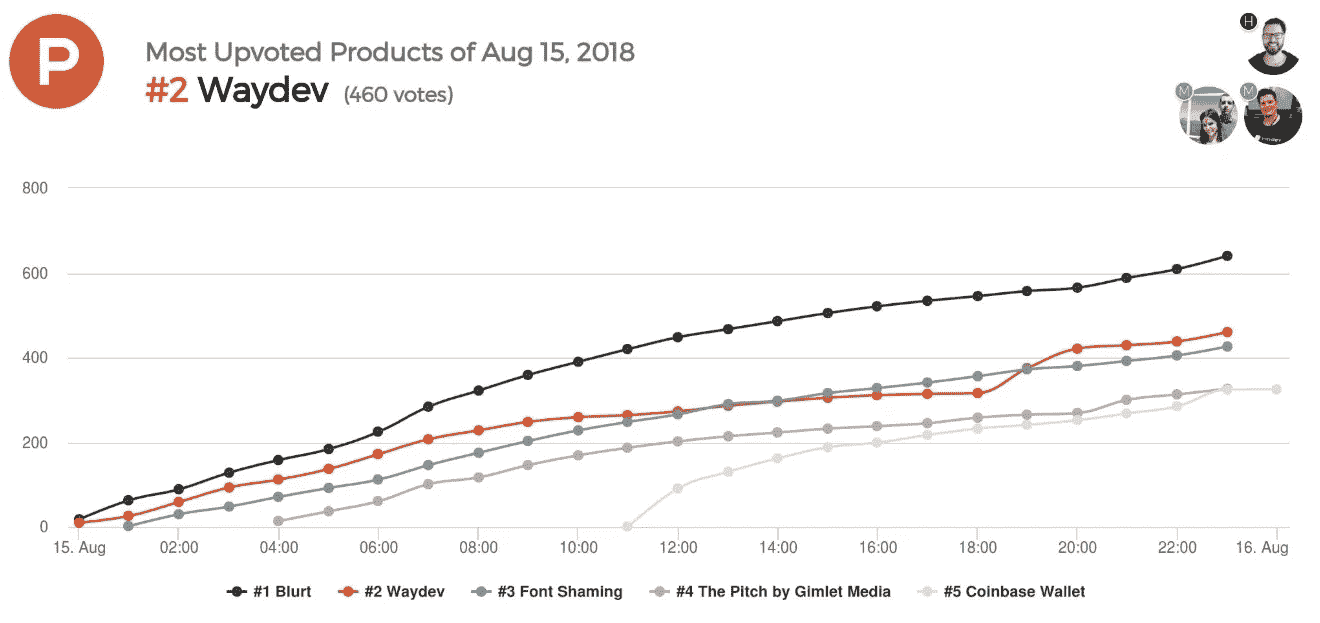 P
Most Upvoted Products of Aug 15, 2018
#2 Waydev (460 votes)
H
M M
800
600
400
200
0
15. Aug 02:00 04:00 06:00 08:00 10:00 12:00 14:00 16:00 18:00 20:00 22:00 16. Aug
#1 Blurt #2 Waydev #3 Font Shaming #4 The Pitch by Gimlet Media #5 Coinbase Wallet